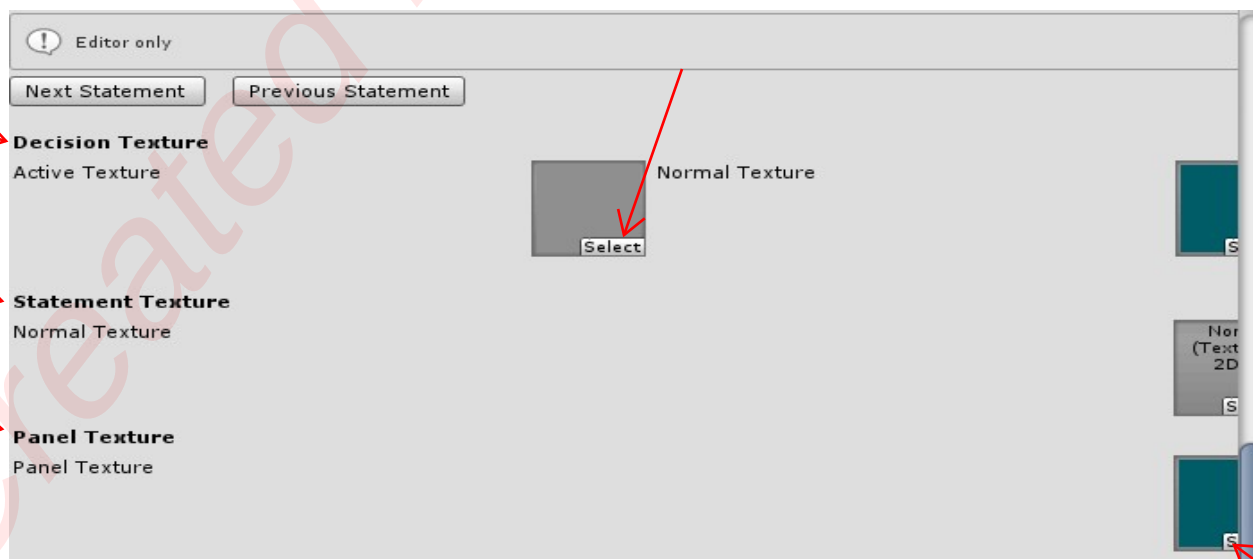 Editor only
Next Statement Previous Statement
Decision Texture
Active Texture Select Normal Texture
Statement Texture
Normal Texture
Panel Texture
Panel Texture
created